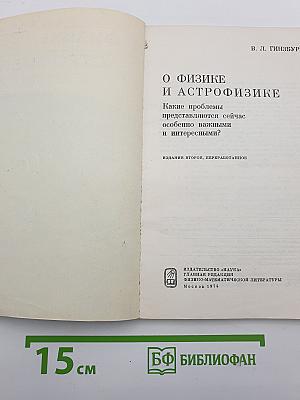 В. Л. ГИНЗБУР
О ФИЗИКЕ
И АСТРОФИЗИКЕ
Какие проблемы
представляются сейчас
особенно важными
и интересными?
ИЗДАНИЕ ВТОРОЕ, ПЕРЕРАБОТАННОЕ
ИЗДАТЕЛЬСТВО «НАУКА»
ГЛАВНАЯ РЕДАКЦИЯ
ФИЗИКО-МАТЕМАТИЧЕСКОЙ ЛИТЕРАТУРЫ
Москва 1974
15 см
БФ БИБЛИОФАН